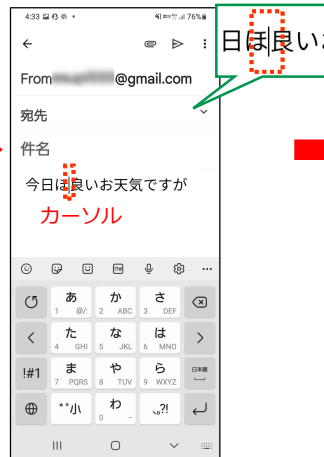 4:33
76%
日ほ良いお
From @gmail.com
宛先
件名
今日ほ良いお天気ですが
カーソル
あ か さ
1 @/: 2 ABC 3 DEF
た な は
4 GHI 5 JKL 6 MNO
!#1 ま や ら 日本語
7 PQRS 8 TUV 9 WXYZ
小 わ 、。?!
0 -